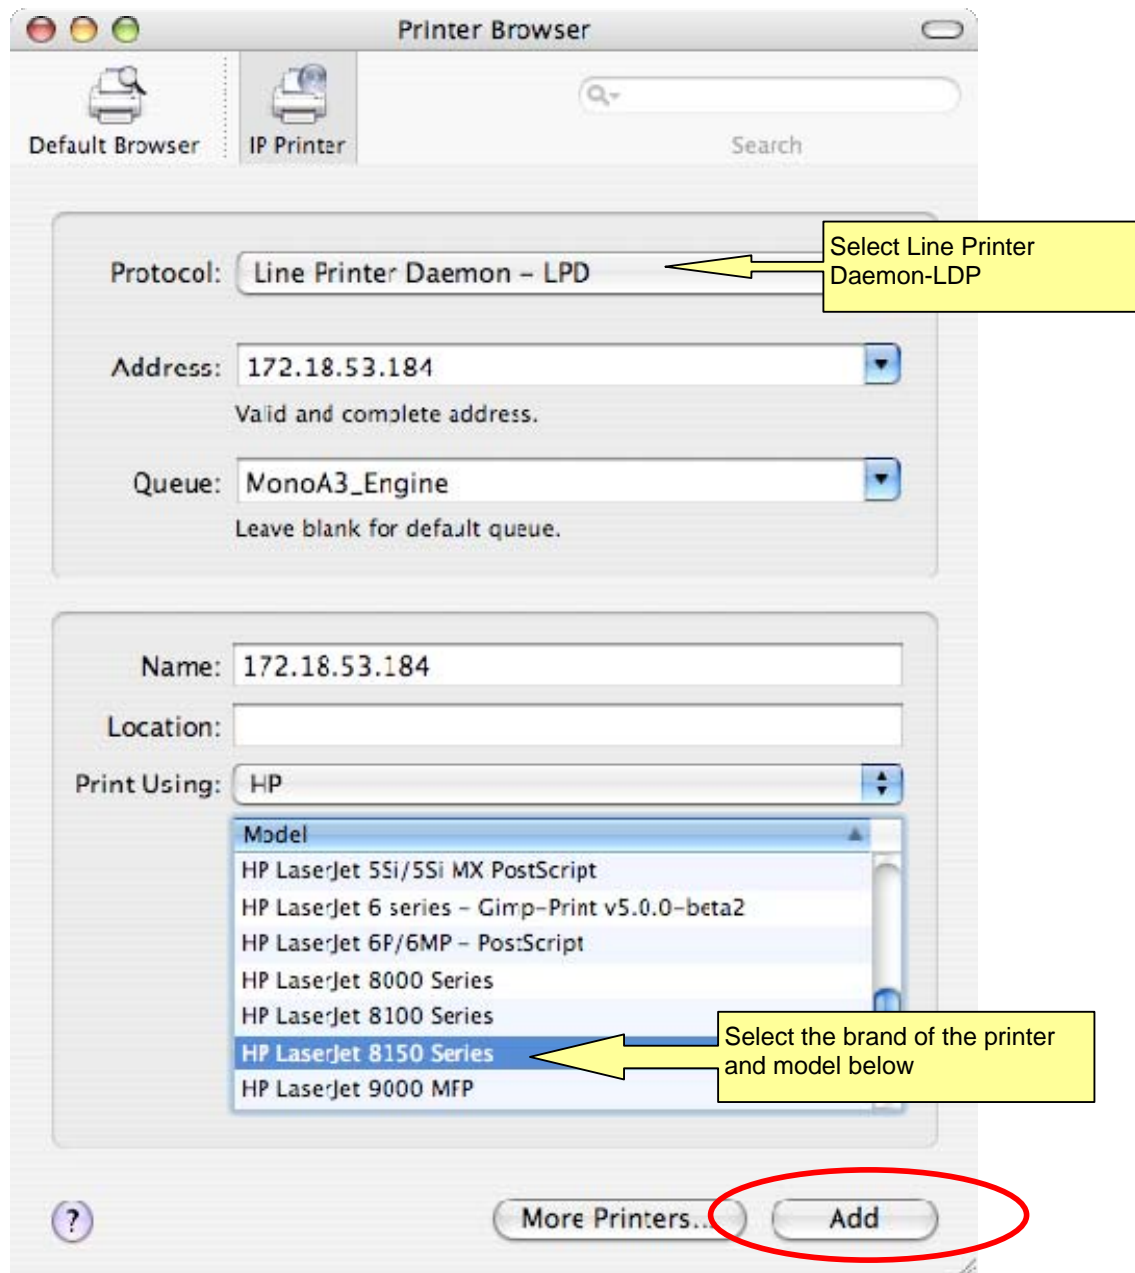 Printer Browser
Default Browser
IP Printer
Search
Select Line Printer
Daemon-LDP
Protocol: Line Printer Daemon – LPD
Address: 172.18.53.184
Valid and complete address.
Queue: MonoA3_Engine
Leave blank for default queue.
Name: 172.18.53.184
Location:
Print Using: HP
Model
HP LaserJet 5Si/5Si MX PostScript
HP LaserJet 6 series – Gimp-Print v5.0.0-beta2
HP LaserJet 6P/6MP – PostScript
HP LaserJet 8000 Series
HP LaserJet 8100 Series
HP LaserJet 8150 Series
HP LaserJet 9000 MFP
Select the brand of the printer
and model below
? More Printers... Add